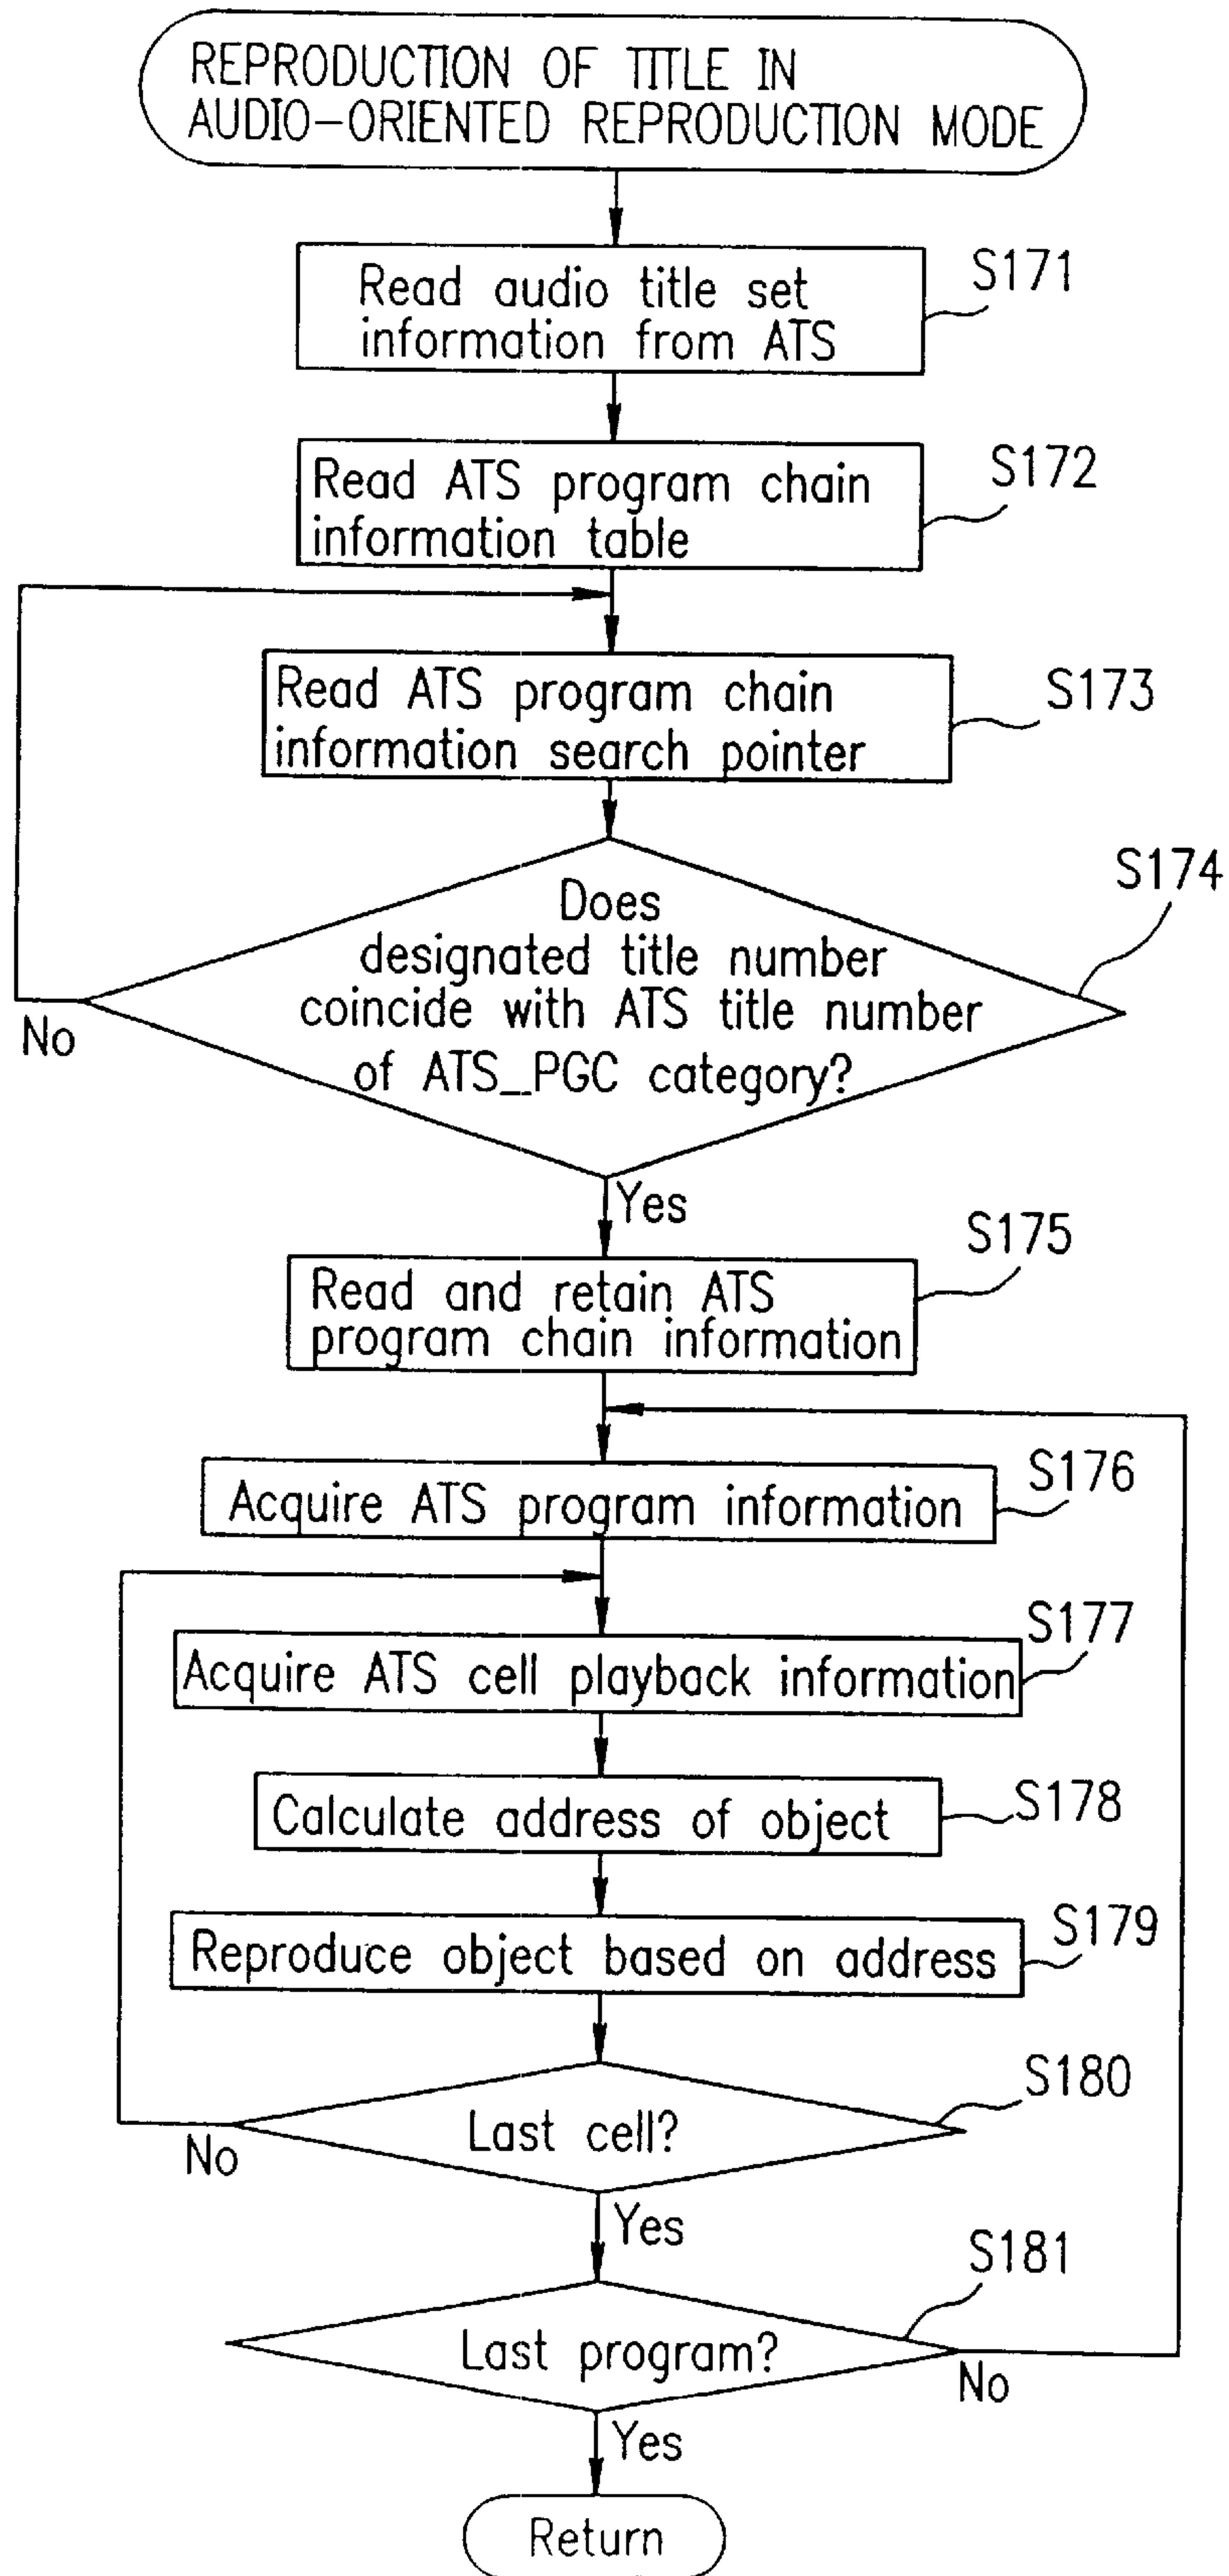 REPRODUCTION OF TITLE IN
AUDIO-ORIENTED REPRODUCTION MODE
Read audio title set
information from ATS
S171
Read ATS program chain
information table
S172
Read ATS program chain
information search pointer
S173
Does
designated title number
coincide with ATS title number
of ATS_PGC category?
S174
No
Yes
Read and retain ATS
program chain information
S175
Acquire ATS program information
S176
Acquire ATS cell playback information
S177
Calculate address of object
S178
Reproduce object based on address
S179
Last cell?
S180
No
Yes
Last program?
S181
No
Yes
Return